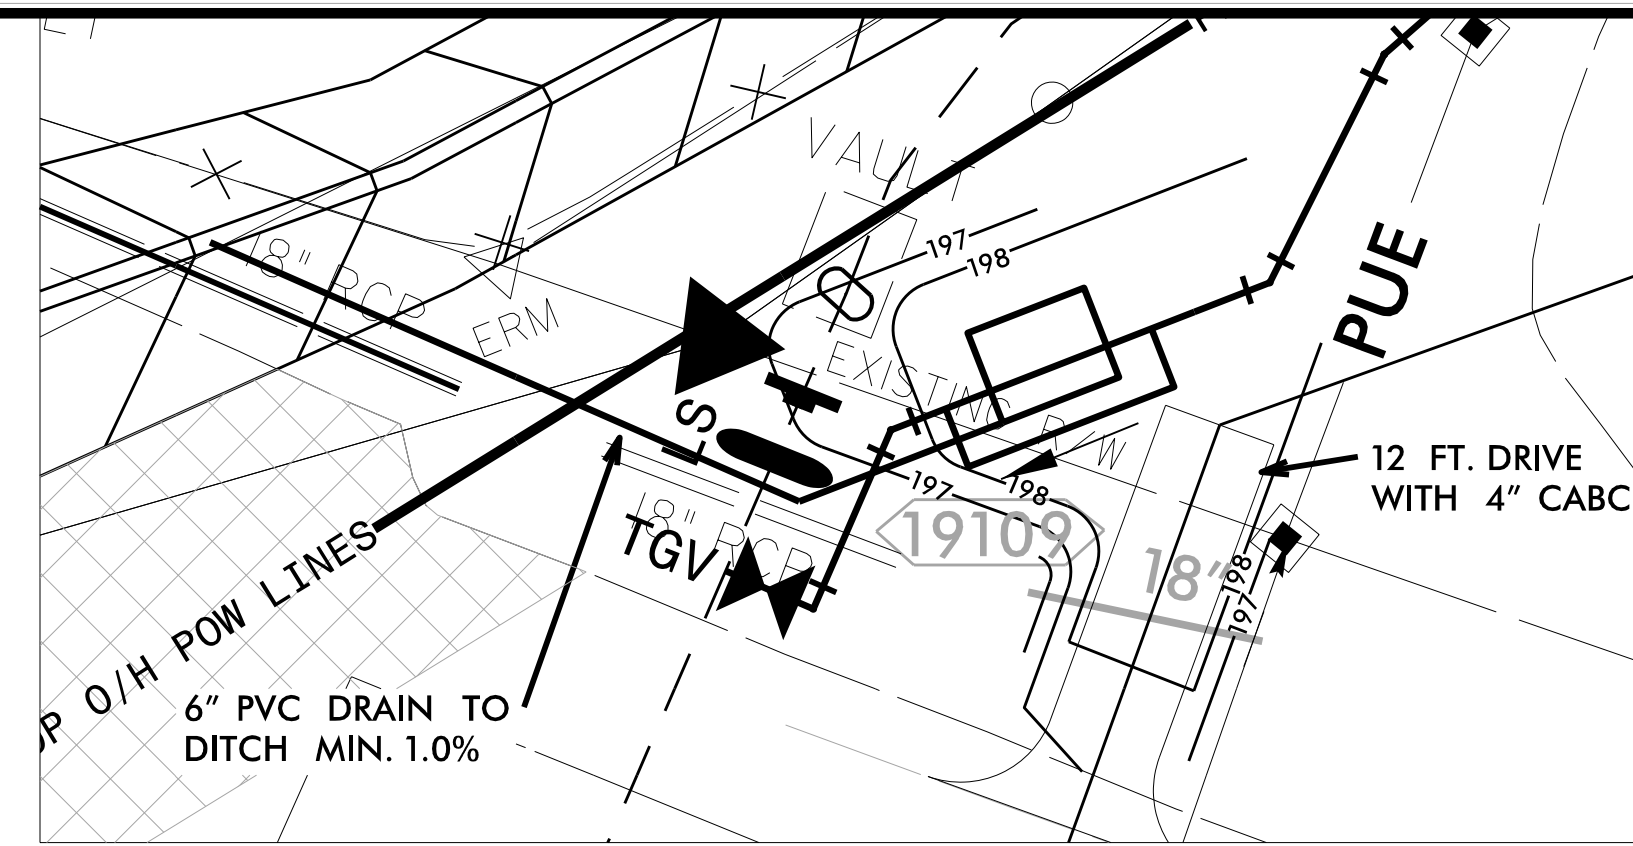 VAULT
197
198
18" RCP
ERM
PUE
EXISTING R/W
LS
12 FT. DRIVE
WITH 4" CABC
197
198
19109
18" RCP
TGV
18"
198
197
O/H POW LINES
6" PVC DRAIN TO
DITCH MIN. 1.0%